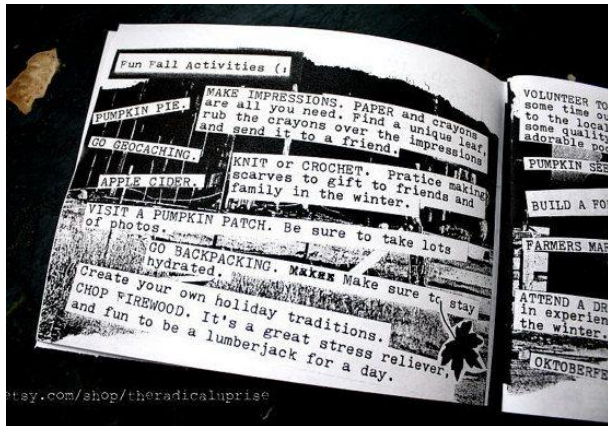 Fun Fall Activities (:
PUMPKIN PIE.
GO GEOCACHING.
APPLE CIDER.
MAKE IMPRESSIONS. PAPER and crayons
are all you need. Find a unique leaf,
rub the crayons over the impressions
and send it to a friend.
KNIT or CROCHET. Pratice making
scarves to gift to friends and
family in the winter.
VISIT A PUMPKIN PATCH. Be sure to take lots
of photos.
GO BACKPACKING. Make sure to stay
hydrated.
Create your own holiday traditions.
CHOP FIREWOOD. It's a great stress reliever,
and fun to be a lumberjack for a day.
VOLUNTEER TO
some time ou
to the loca
some qualit
adorable po
PUMPKIN SEE
BUILD A FO
FARMERS MAR
ATTEND A DR
in experien
the winter.
OKTOBERFE
etsy.com/shop/theradicaluprise